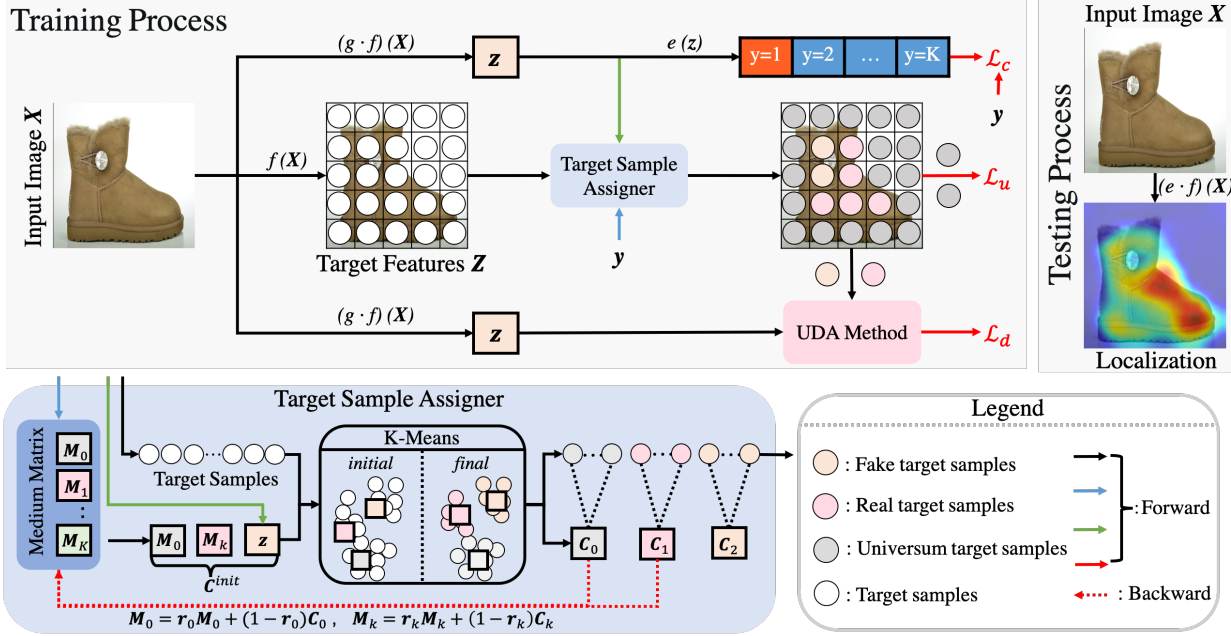 Training Process
Input Image X
(g · f) (X)
z
e (z)
y=1
y=2
...
y=K
ℒc
y
f (X)
Target Features Z
Target Sample
Assigner
y
ℒu
(g · f) (X)
z
UDA Method
ℒd
Testing Process
Input Image X
(e · f) (X)
Localization
Target Sample Assigner
Medium Matrix
M0
M1
⋮
MK
...
Target Samples
M0
Mk
z
C^init
K-Means
initial
final
... ... ...
C0
C1
C2
M0 = r0M0 + (1 − r0)C0 , Mk = rkMk + (1 − rk)Ck
Legend
: Fake target samples
: Real target samples
: Universum target samples
: Target samples
: Forward
: Backward